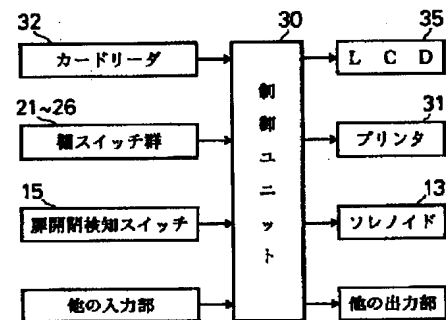 32
カードリーダ
21~26
棚スイッチ群
15
扉開閉検知スイッチ
他の入力部
30
制御ユニット
35
LCD
31
プリンタ
13
ソレノイド
他の出力部